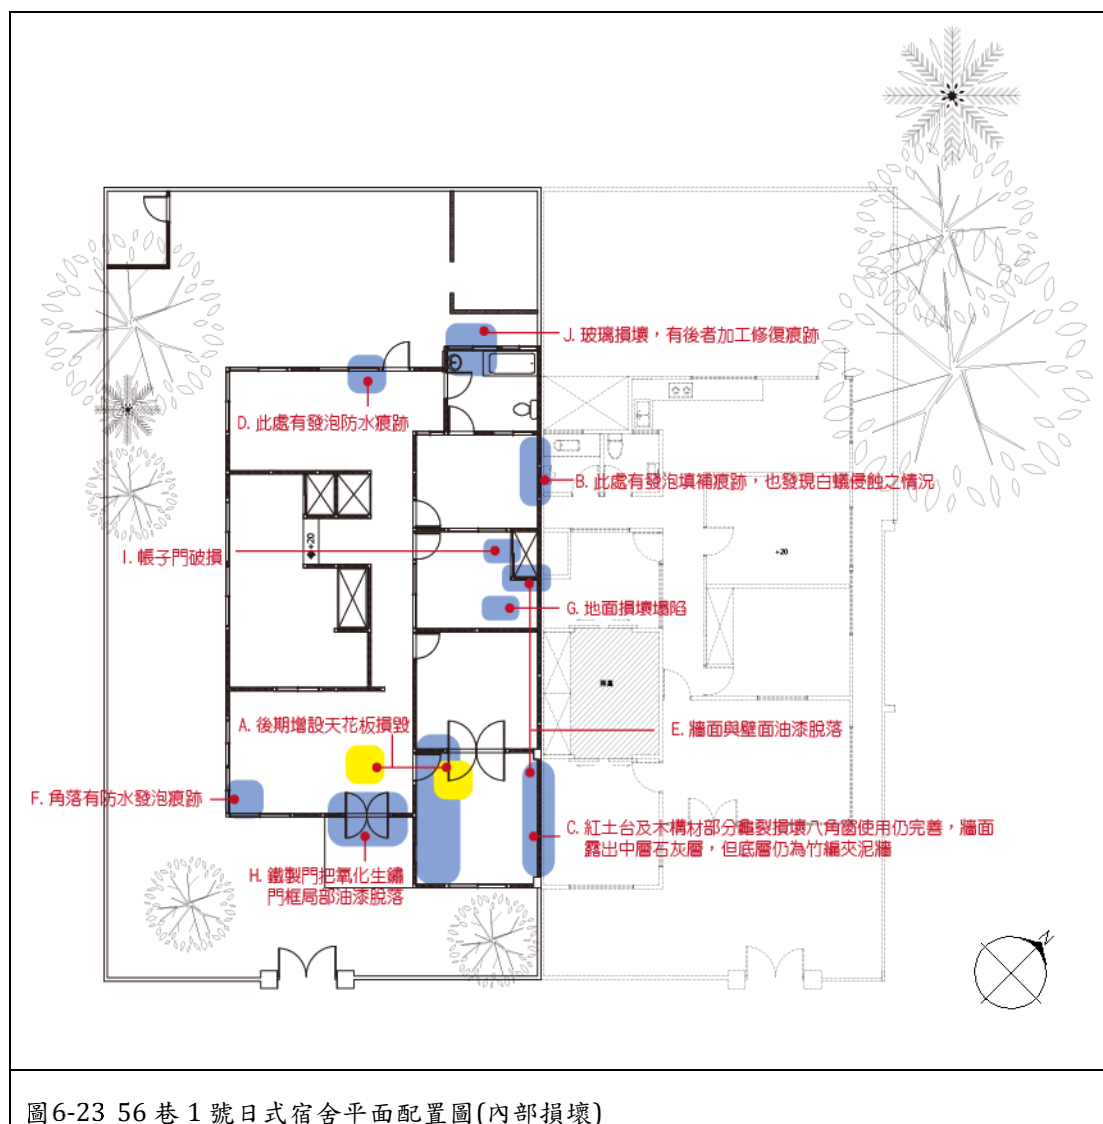 J. 玻璃損壞，有後者加工修復痕跡
D. 此處有發泡防水痕跡
B. 此處有發泡填補痕跡，也發現白蟻侵蝕之情況
+20
+20
I. 帳子門破損
G. 地面損壞塌陷
A. 後期增設天花板損毀
E. 牆面與壁面油漆脫落
F. 角落有防水發泡痕跡
C. 紅土台及木構材部分龜裂損壞八角窗使用仍完善，牆面
露出中層石灰層，但底層仍為竹編夾泥牆
H. 鐵製門把氧化生鏽
門框局部油漆脫落
N
圖6-23 56 巷 1 號日式宿舍平面配置圖(內部損壞)